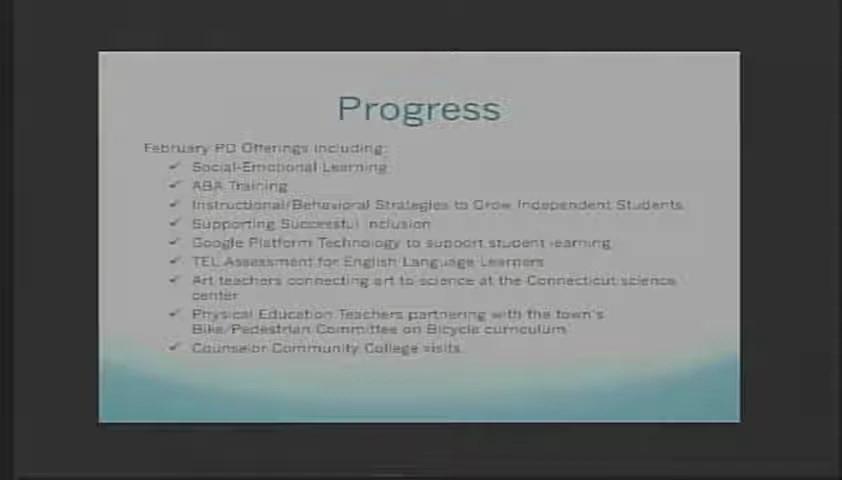 Progress
February PD Offerings including:
✓ Social-Emotional Learning
✓ ABA Training
✓ Instructional/Behavioral Strategies to Grow Independent Students
✓ Supporting Successful Inclusion
✓ Google Platform Technology to support student learning
✓ TEL Assessment for English Language Learners
✓ Art teachers connecting art to science at the Connecticut science
center
✓ Physical Education Teachers partnering with the town's
Bike/Pedestrian Committee on Bicycle curriculum
✓ Counselor Community College visits